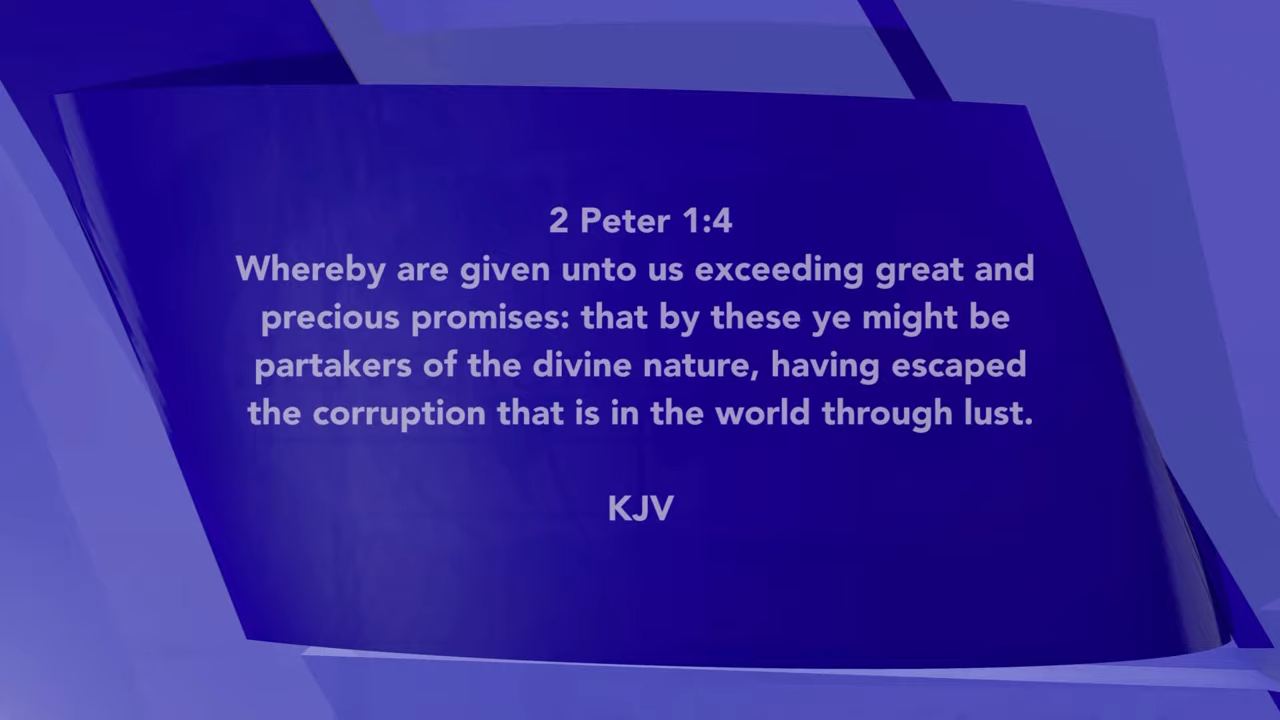 2 Peter 1:4
Whereby are given unto us exceeding great and
precious promises: that by these ye might be
partakers of the divine nature, having escaped
the corruption that is in the world through lust.
KJV